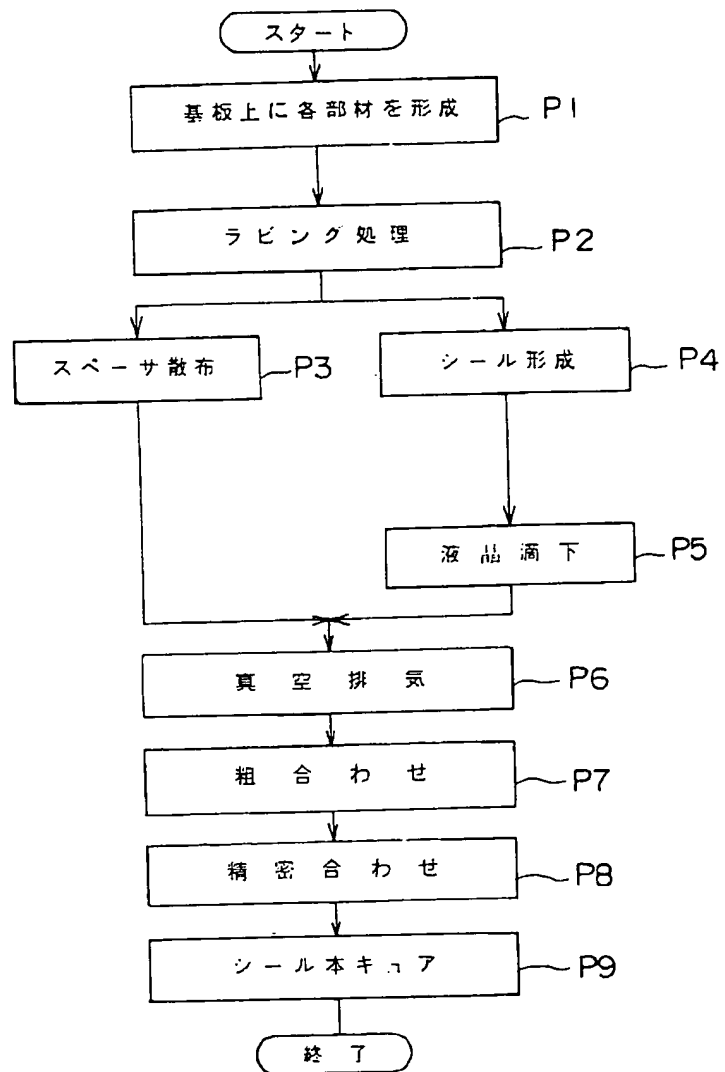 スタート
基板上に各部材を形成 P1
ラビング処理 P2
スペーサ散布 P3
シール形成 P4
液晶滴下 P5
真空排気 P6
粗合わせ P7
精密合わせ P8
シール本キュア P9
終了